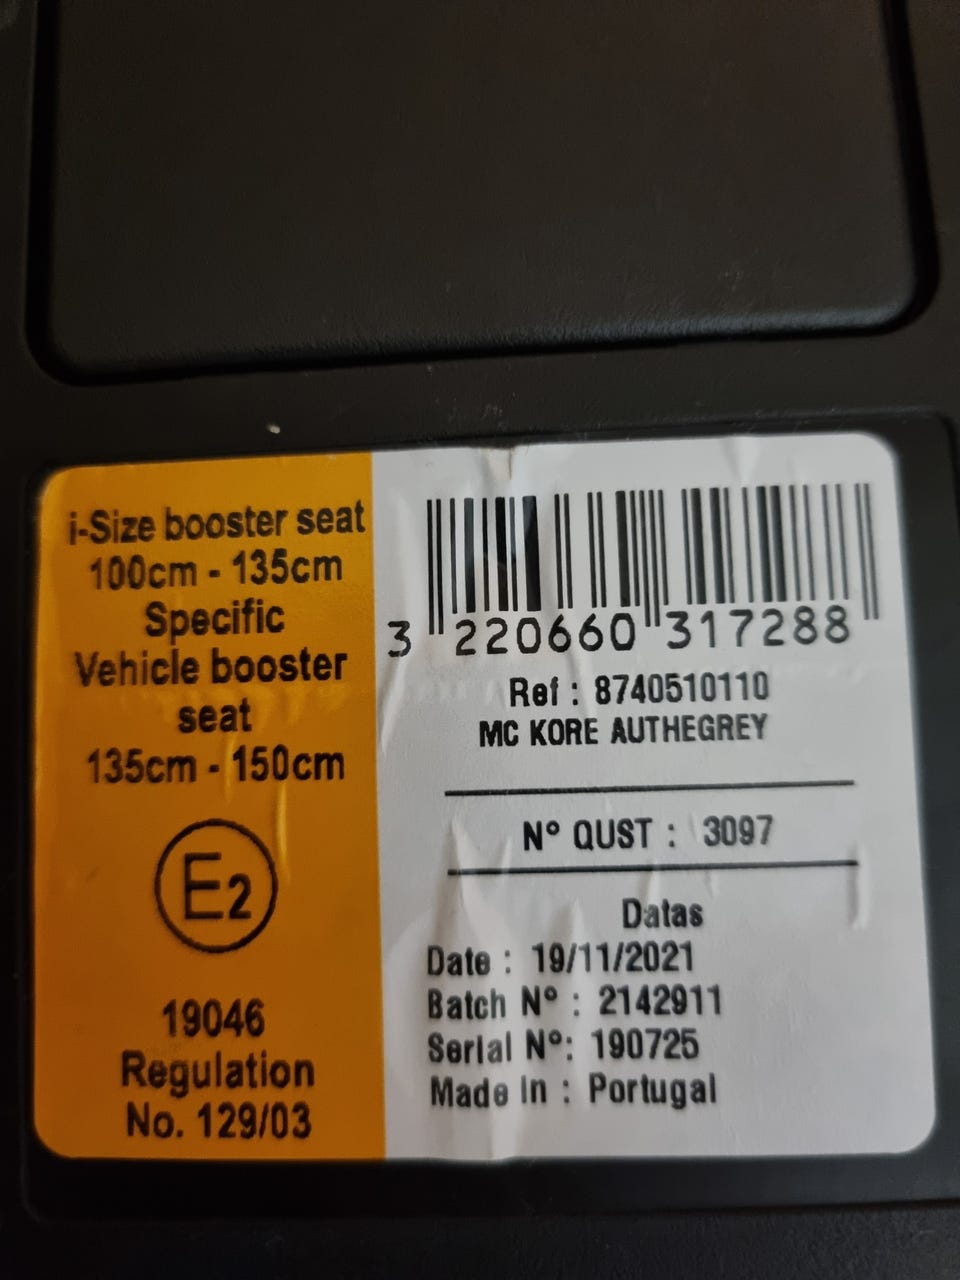 i-Size booster seat
100cm - 135cm
Specific
Vehicle booster
seat
135cm - 150cm
E2
19046
Regulation
No. 129/03
3 220660 317288
Ref : 8740510110
MC KORE AUTHEGREY
N° QUST : 3097
Datas
Date : 19/11/2021
Batch N° : 2142911
Serial N°: 190725
Made In : Portugal